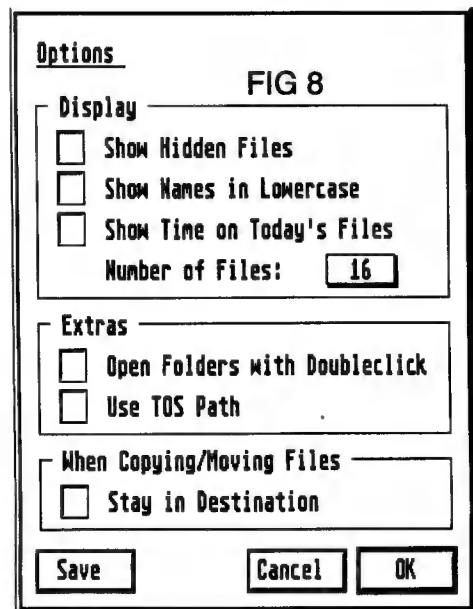 Options
FIG 8
Display
Show Hidden Files
Show Names in Lowercase
Show Time on Today's Files
Number of Files: 16
Extras
Open Folders with Doubleclick
Use TOS Path
When Copying/Moving Files
Stay in Destination
Save Cancel OK